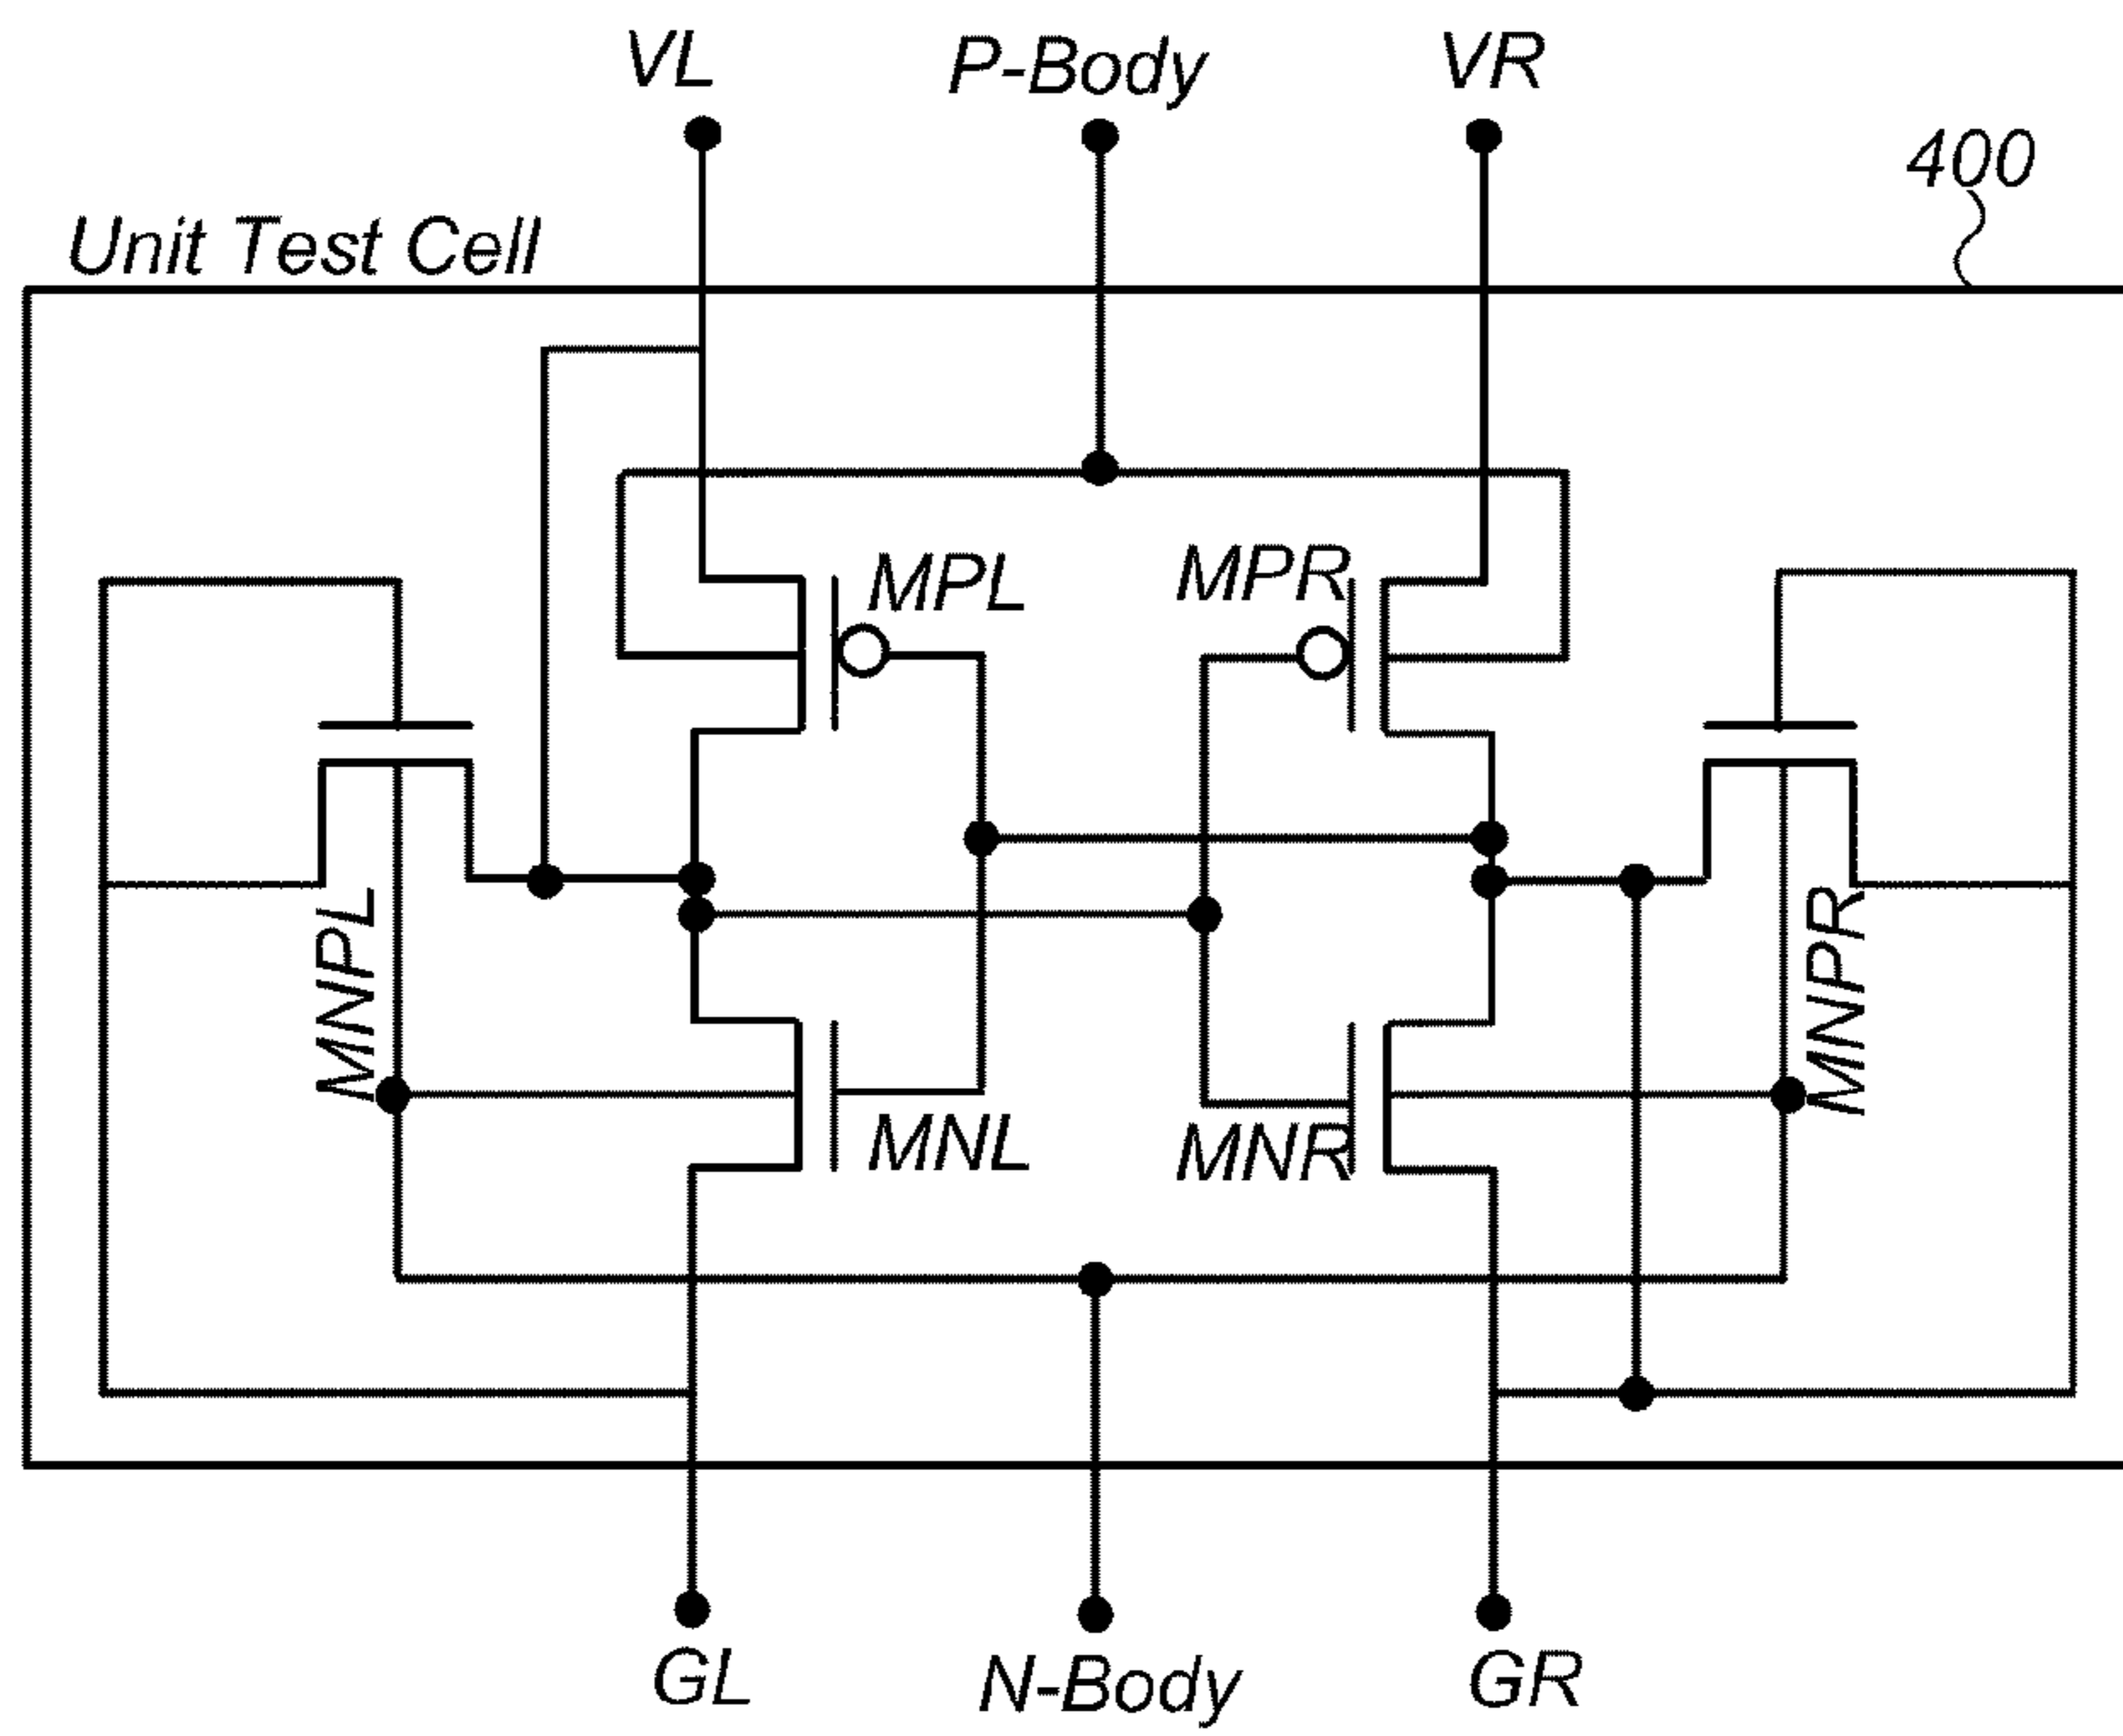 VL
P-Body
VR
400
Unit Test Cell
MPL
MPR
MNPL
MNPR
MNL
MNR
GL
N-Body
GR